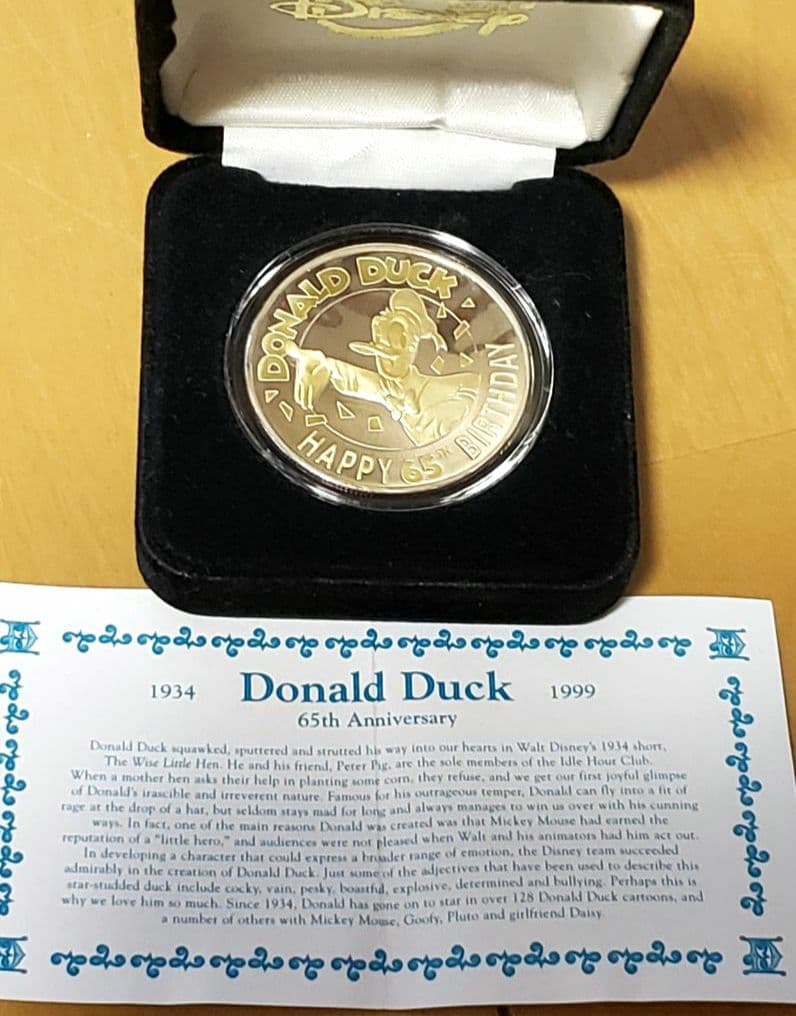 Disney
DONALD DUCK
HAPPY 65TH BIRTHDAY
1934 Donald Duck 1999
65th Anniversary
Donald Duck squawked, sputtered and strutted his way into our hearts in Walt Disney's 1934 short,
The Wise Little Hen. He and his friend, Peter Pig, are the sole members of the Idle Hour Club.
When a mother hen asks their help in planting some corn, they refuse, and we get our first joyful glimpse
of Donald's irascible and irreverent nature. Famous for his outrageous temper, Donald can fly into a fit of
rage at the drop of a hat, but seldom stays mad for long and always manages to win us over with his cunning
ways. In fact, one of the main reasons Donald was created was that Mickey Mouse had earned the
reputation of a "little hero," and audiences were not pleased when Walt and his animators had him act out.
In developing a character that could express a broader range of emotion, the Disney team succeeded
admirably in the creation of Donald Duck. Just some of the adjectives that have been used to describe this
star-studded duck include cocky, vain, pesky, boastful, explosive, determined and bullying. Perhaps this is
why we love him so much. Since 1934, Donald has gone on to star in over 128 Donald Duck cartoons, and
a number of others with Mickey Mouse, Goofy, Pluto and girlfriend Daisy.